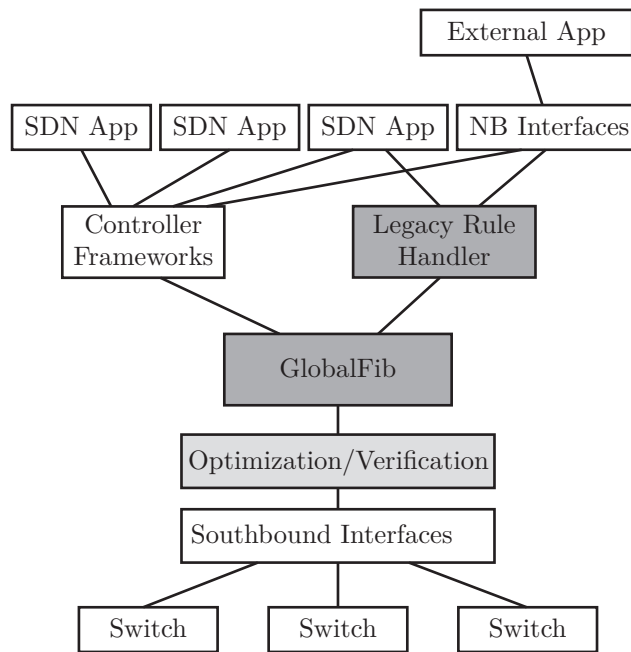 External App
SDN App
SDN App
SDN App
NB Interfaces
Controller
Frameworks
Legacy Rule
Handler
GlobalFib
Optimization/Verification
Southbound Interfaces
Switch
Switch
Switch